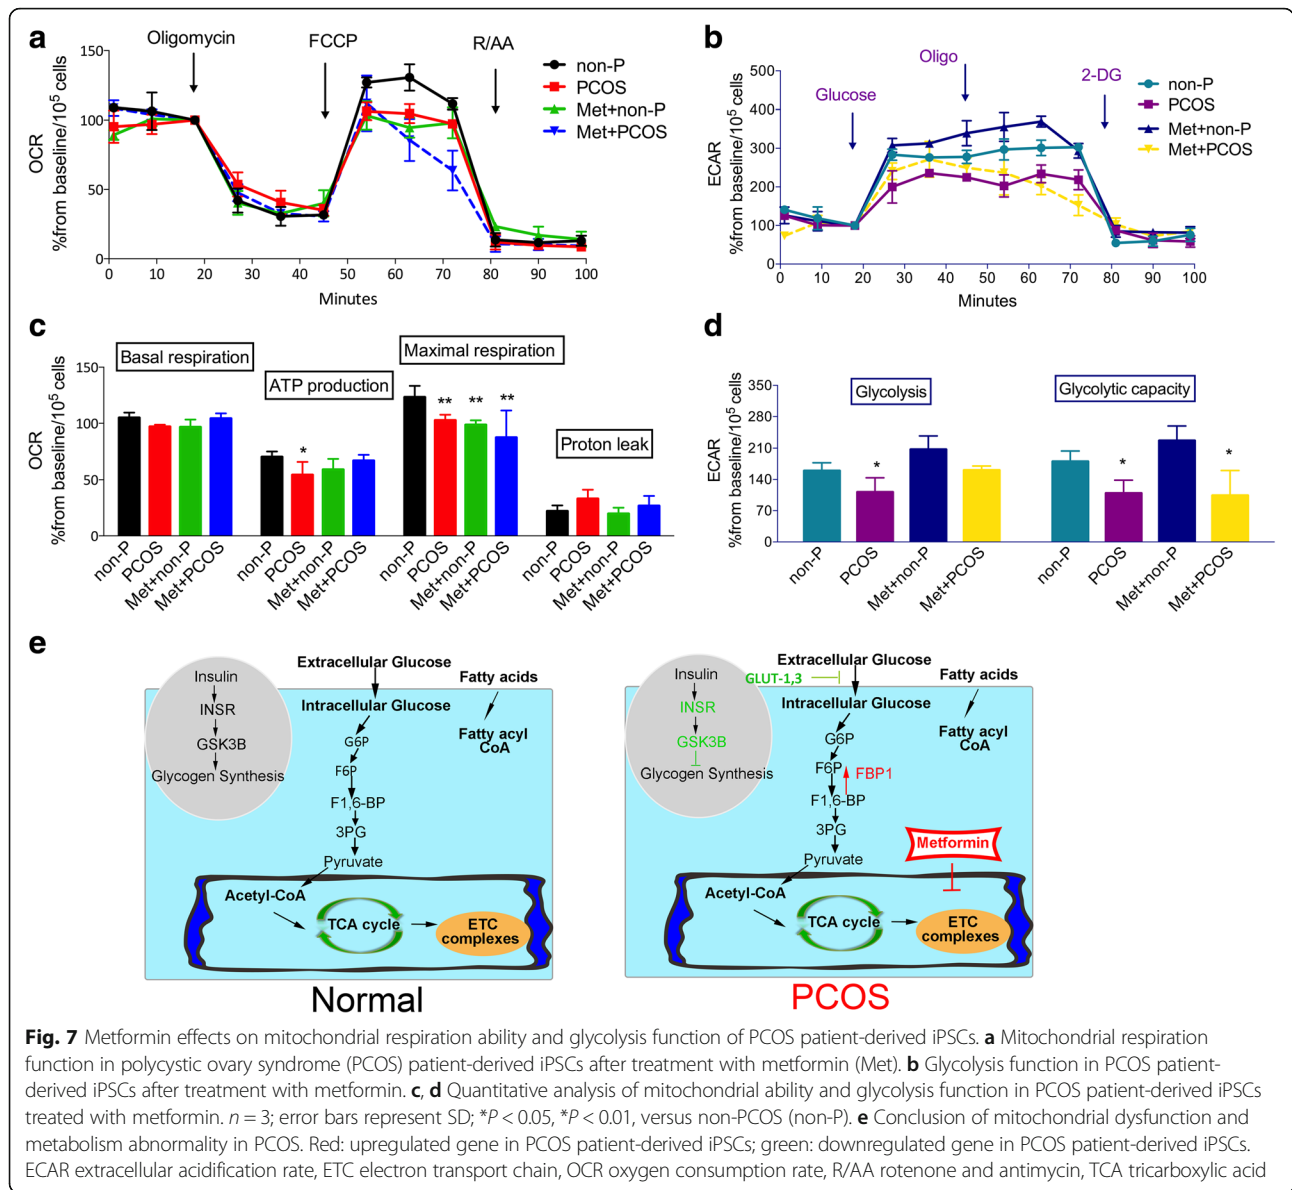 a
Oligomycin
FCCP
R/AA
non-P
PCOS
Met+non-P
Met+PCOS
OCR
%from baseline/10⁵ cells
150
100
50
0
0 10 20 30 40 50 60 70 80 90 100
Minutes
b
Glucose
Oligo
2-DG
non-P
PCOS
Met+non-P
Met+PCOS
ECAR
%from baseline/10⁵ cells
500
400
300
200
100
0
0 10 20 30 40 50 60 70 80 90 100
Minutes
c
Basal respiration
ATP production
Maximal respiration
Proton leak
OCR
%from baseline/10⁵ cells
150
100
50
0
* ** ** **
non-P PCOS Met+non-P Met+PCOS
non-P PCOS Met+non-P Met+PCOS
non-P PCOS Met+non-P Met+PCOS
non-P PCOS Met+non-P Met+PCOS
d
Glycolysis
Glycolytic capacity
ECAR
%from baseline/10⁵ cells
350
280
210
140
70
0
* * *
non-P PCOS Met+non-P Met+PCOS
non-P PCOS Met+non-P Met+PCOS
e
Insulin
INSR
GSK3B
Glycogen Synthesis
Extracellular Glucose
Intracellular Glucose
G6P
F6P
F1,6-BP
3PG
Pyruvate
Fatty acids
Fatty acyl
CoA
Acetyl-CoA
TCA cycle
ETC
complexes
Normal
Insulin
INSR
GSK3B
Glycogen Synthesis
GLUT-1,3
Extracellular Glucose
Intracellular Glucose
G6P
F6P
FBP1
F1,6-BP
3PG
Pyruvate
Fatty acids
Fatty acyl
CoA
Metformin
Acetyl-CoA
TCA cycle
ETC
complexes
PCOS
Fig. 7 Metformin effects on mitochondrial respiration ability and glycolysis function of PCOS patient-derived iPSCs. a Mitochondrial respiration
function in polycystic ovary syndrome (PCOS) patient-derived iPSCs after treatment with metformin (Met). b Glycolysis function in PCOS patient-
derived iPSCs after treatment with metformin. c, d Quantitative analysis of mitochondrial ability and glycolysis function in PCOS patient-derived iPSCs
treated with metformin. n = 3; error bars represent SD; *P < 0.05, *P < 0.01, versus non-PCOS (non-P). e Conclusion of mitochondrial dysfunction and
metabolism abnormality in PCOS. Red: upregulated gene in PCOS patient-derived iPSCs; green: downregulated gene in PCOS patient-derived iPSCs.
ECAR extracellular acidification rate, ETC electron transport chain, OCR oxygen consumption rate, R/AA rotenone and antimycin, TCA tricarboxylic acid